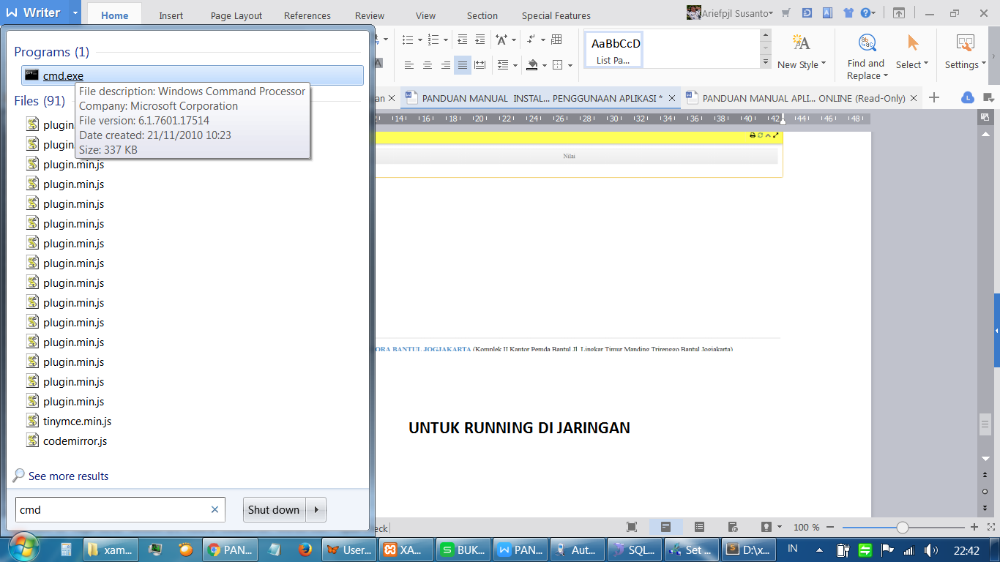 Writer
Home
Insert
Page Layout
References
Review
View
Section
Special Features
Ariefpjl Susanto
AaBbCcD
List Pa...
New Style
Find and
Replace
Select
Settings
PANDUAN MANUAL INSTAL... PENGGUNAAN APLIKASI *
PANDUAN MANUAL APLI... ONLINE (Read-Only)
14 16 18 20 22 24 26 28 30 32 34 36 38 40 42 44 46 48
Programs (1)
cmd.exe
File description: Windows Command Processor
Company: Microsoft Corporation
File version: 6.1.7601.17514
Date created: 21/11/2010 10:23
Size: 337 KB
Files (91)
plugin
plugin
plugin.min.js
plugin.min.js
plugin.min.js
plugin.min.js
plugin.min.js
plugin.min.js
plugin.min.js
plugin.min.js
plugin.min.js
plugin.min.js
plugin.min.js
plugin.min.js
plugin.min.js
tinymce.min.js
codemirror.js
See more results
cmd
Shut down
Nilai
ORA BANTUL JOGJAKARTA (Komplek II Kantor Pemda Bantul Jl. Lingkar Timur Manding Trirenggo Bantul Jogjakarta)
UNTUK RUNNING DI JARINGAN
eck
100 %
xam...
PAN...
User...
XA...
BUK...
PAN...
Aut...
SQL...
Set ...
D:\x...
IN
22:42